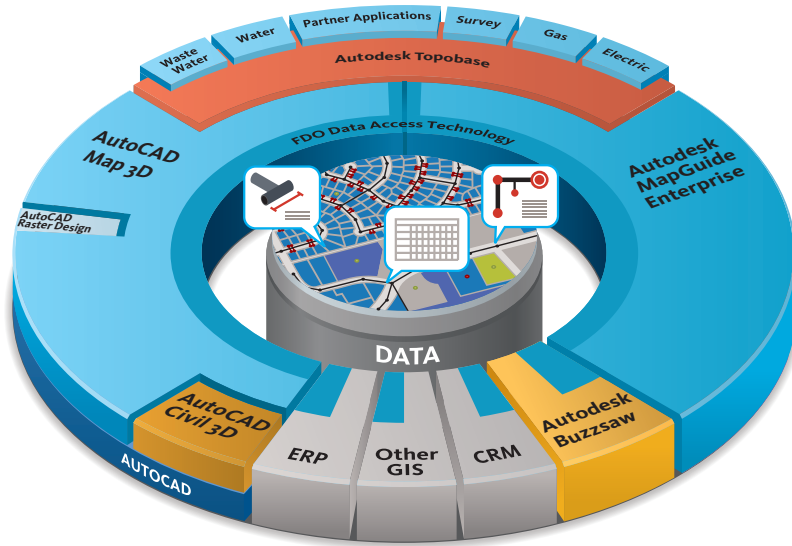 Waste
Water
Water
Partner Applications
Survey
Gas
Electric
Autodesk Topobase
AutoCAD
Map 3D
FDO Data Access Technology
Autodesk
MapGuide
Enterprise
AutoCAD
Raster Design
DATA
AutoCAD
Civil 3D
AUTOCAD
ERP
Other
GIS
CRM
Autodesk
Buzzsaw